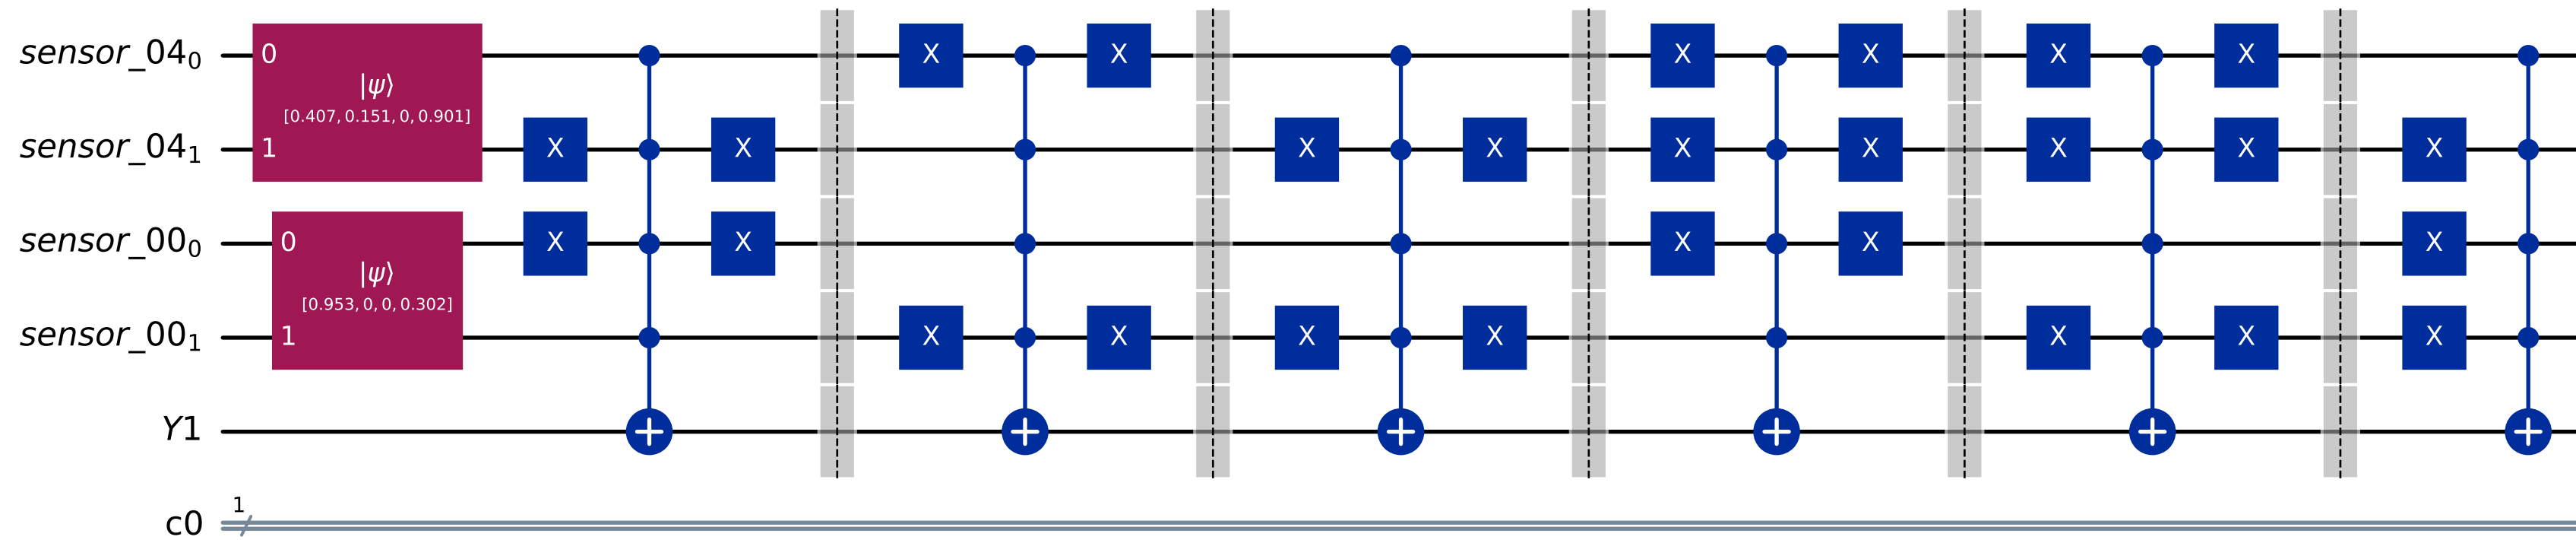 sensor_04₀ 0 |ψ⟩ X X X X X
[0.407, 0.151, 0, 0.901]
sensor_04₁ 1 X X X X X X X X X
sensor_00₀ 0 |ψ⟩ X X X X X
[0.953, 0, 0, 0.302]
sensor_00₁ 1 X X X X X X X
Y1 + + + + + +
1
c0